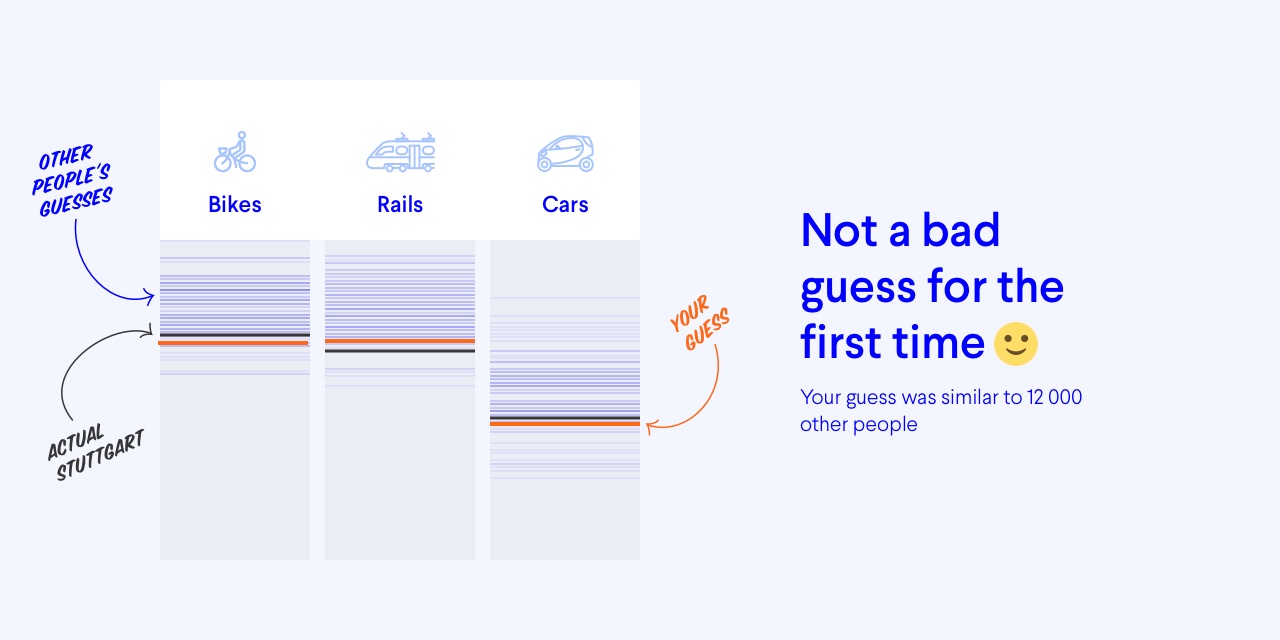 OTHER
PEOPLE'S
GUESSES
Bikes
Rails
Cars
YOUR
GUESS
ACTUAL
STUTTGART
Not a bad
guess for the
first time 🙂
Your guess was similar to 12 000
other people